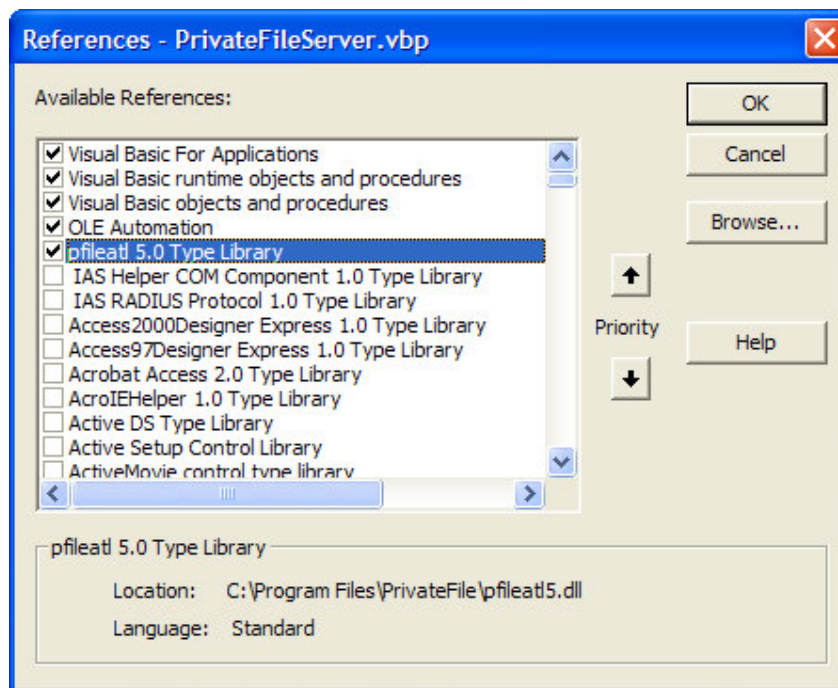 References - PrivateFileServer.vbp
Available References:
Visual Basic For Applications
Visual Basic runtime objects and procedures
Visual Basic objects and procedures
OLE Automation
pfileatl 5.0 Type Library
IAS Helper COM Component 1.0 Type Library
IAS RADIUS Protocol 1.0 Type Library
Access2000Designer Express 1.0 Type Library
Access97Designer Express 1.0 Type Library
Acrobat Access 2.0 Type Library
AcroIEHelper 1.0 Type Library
Active DS Type Library
Active Setup Control Library
ActiveMovie control type library
OK
Cancel
Browse...
Priority
Help
pfileatl 5.0 Type Library
Location: C:\Program Files\PrivateFile\pfileatl5.dll
Language: Standard